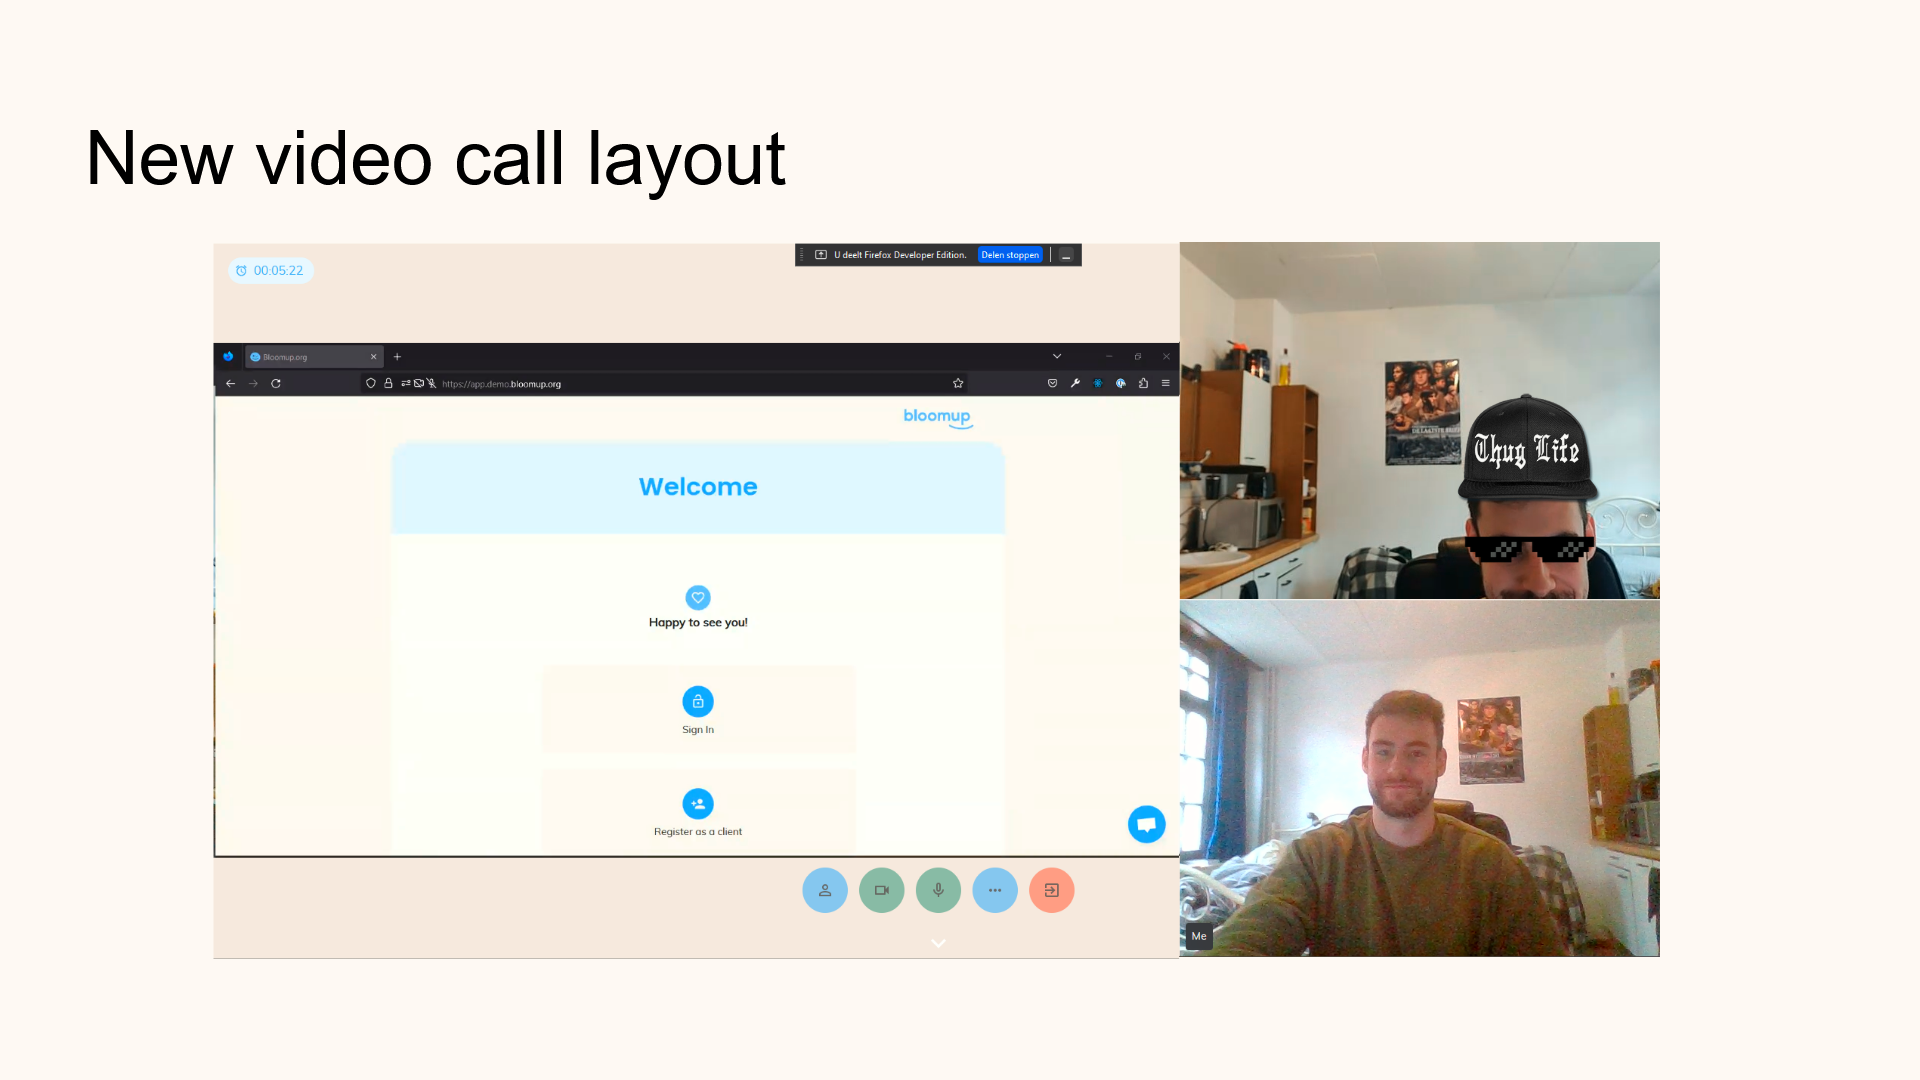 New video call layout
00:05:22
U deelt Firefox Developer Edition.
Delen stoppen
Bloomup.org
https://app.demo.bloomup.org
bloomup
Welcome
Happy to see you!
Sign In
Register as a client
Thug Life
Me